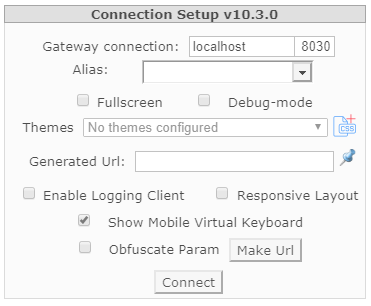 Connection Setup v10.3.0
Gateway connection: localhost 8030
Alias:
Fullscreen Debug-mode
Themes No themes configured CSS
Generated Url:
Enable Logging Client Responsive Layout
Show Mobile Virtual Keyboard
Obfuscate Param Make Url
Connect